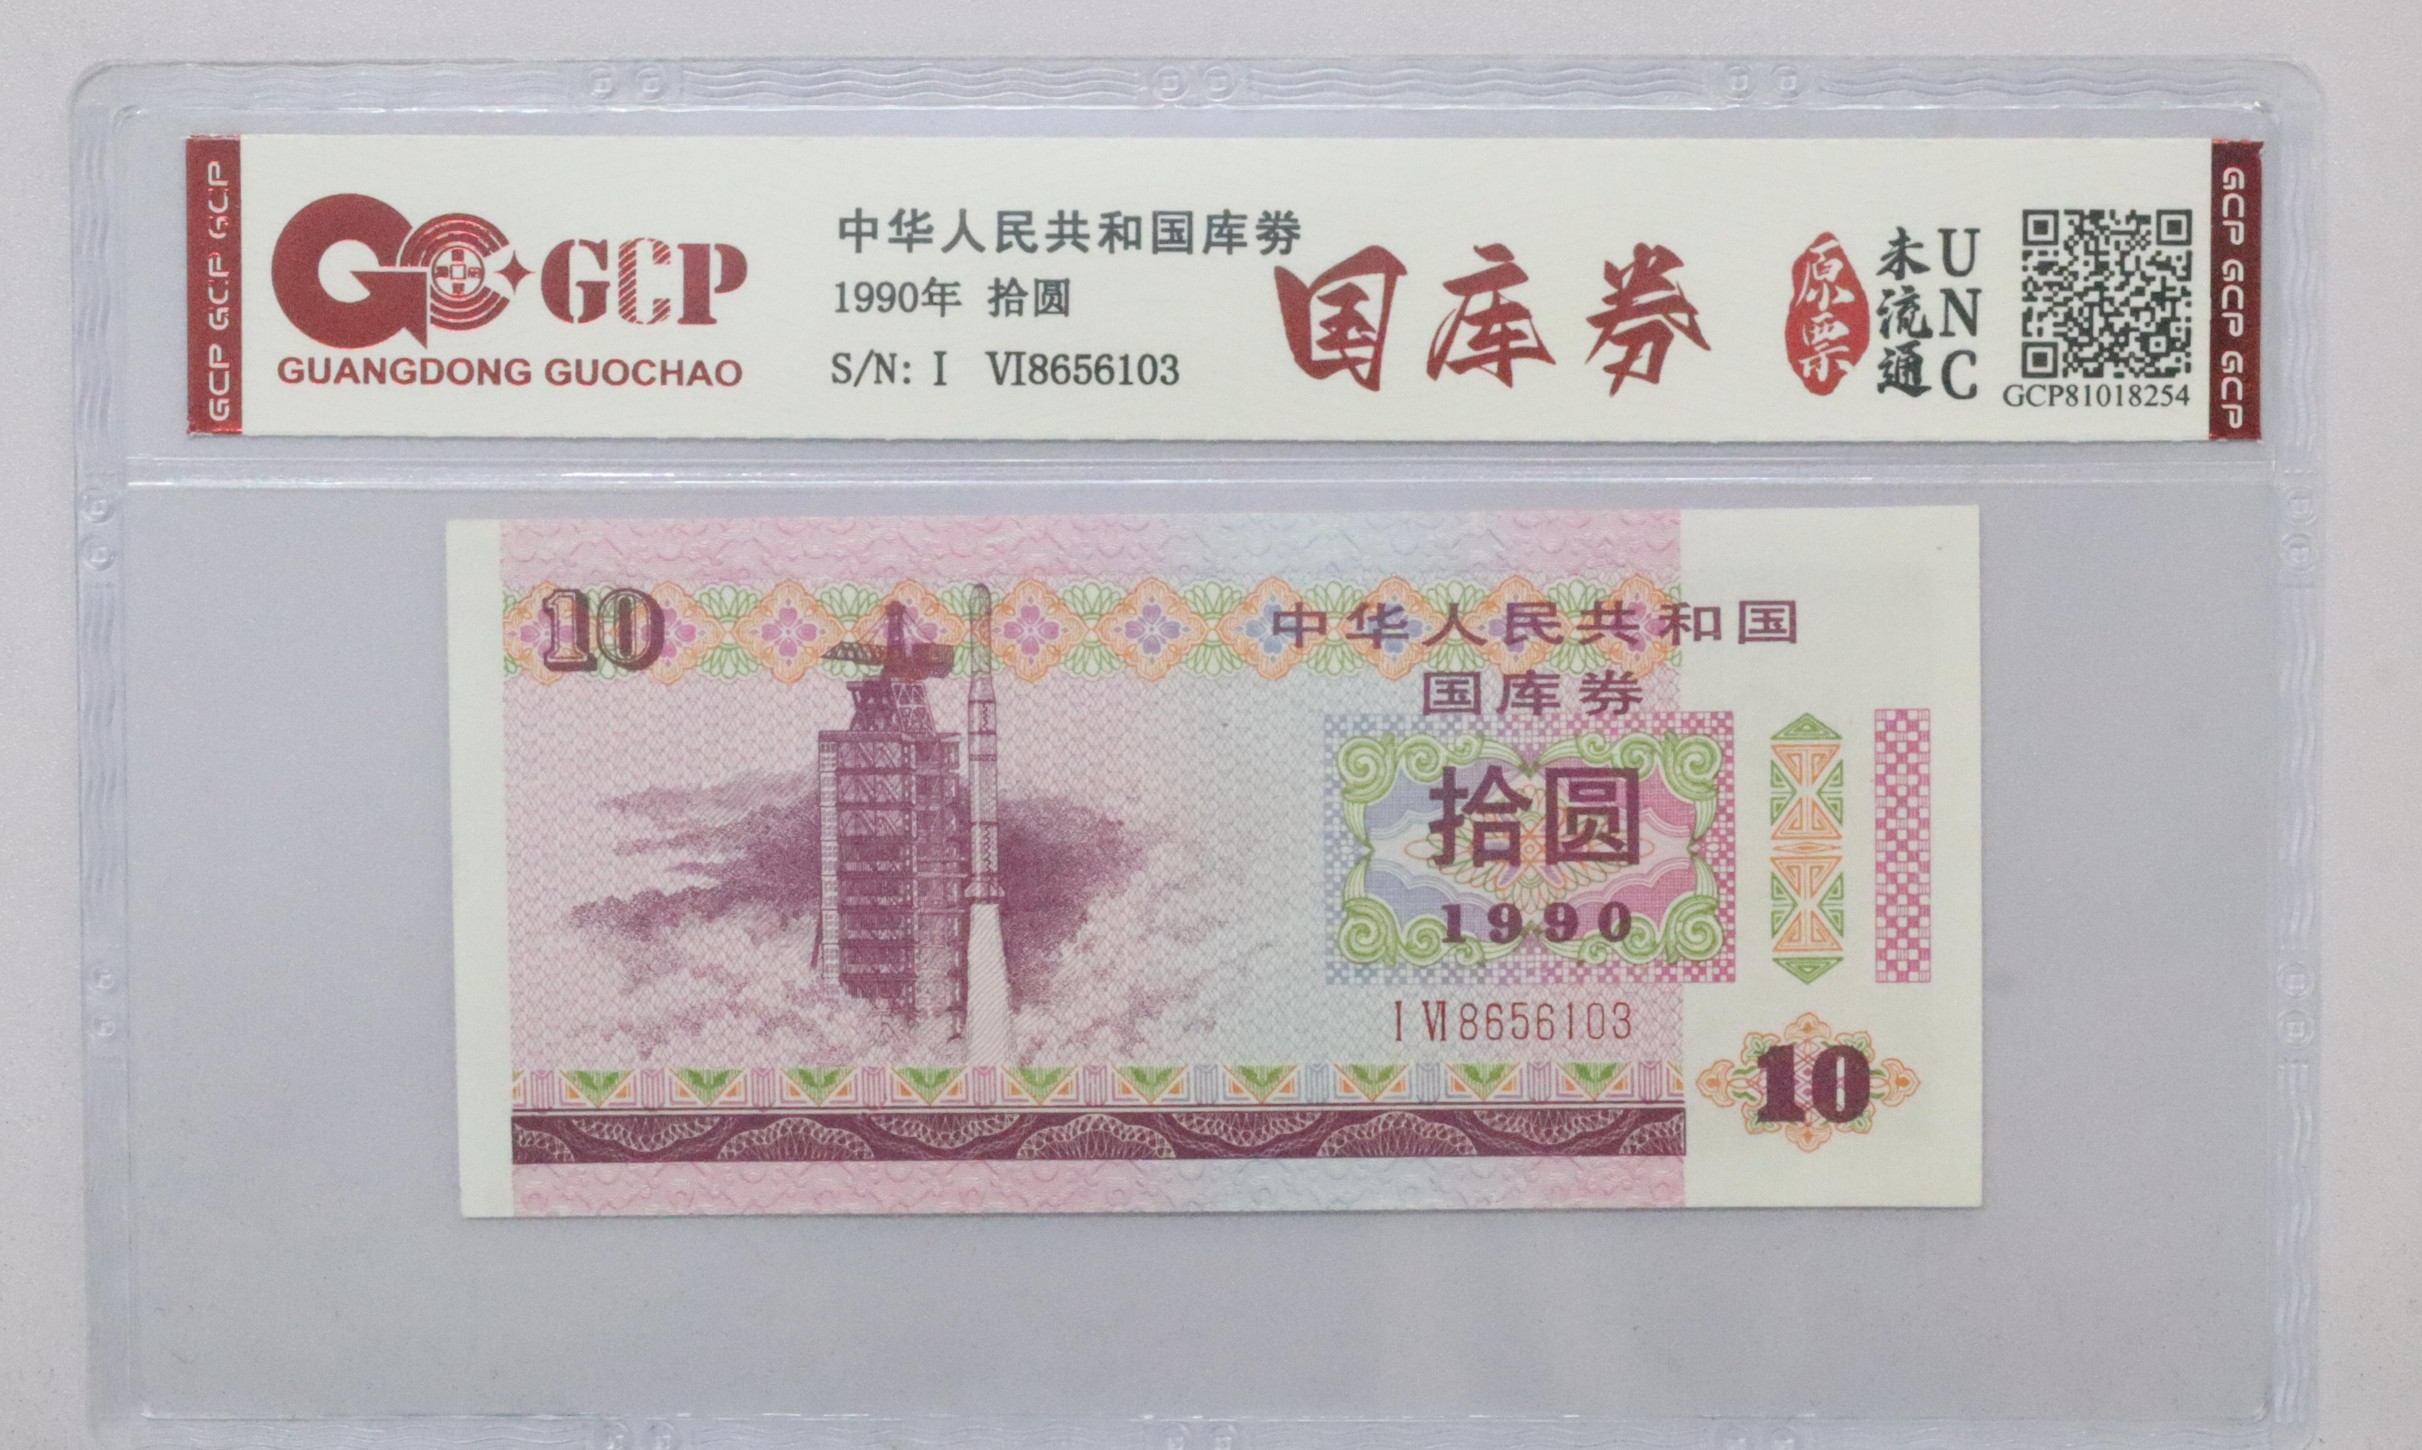 GCP GCP GCP
GCP
GUANGDONG GUOCHAO
中华人民共和国库券
1990年 拾圆
S/N: I VI8656103
国库券
原票
未流通
UNC
GCP81018254
GCP GCP GCP
10
中华人民共和国
国库券
拾圆
1990
I VI 8656103
10